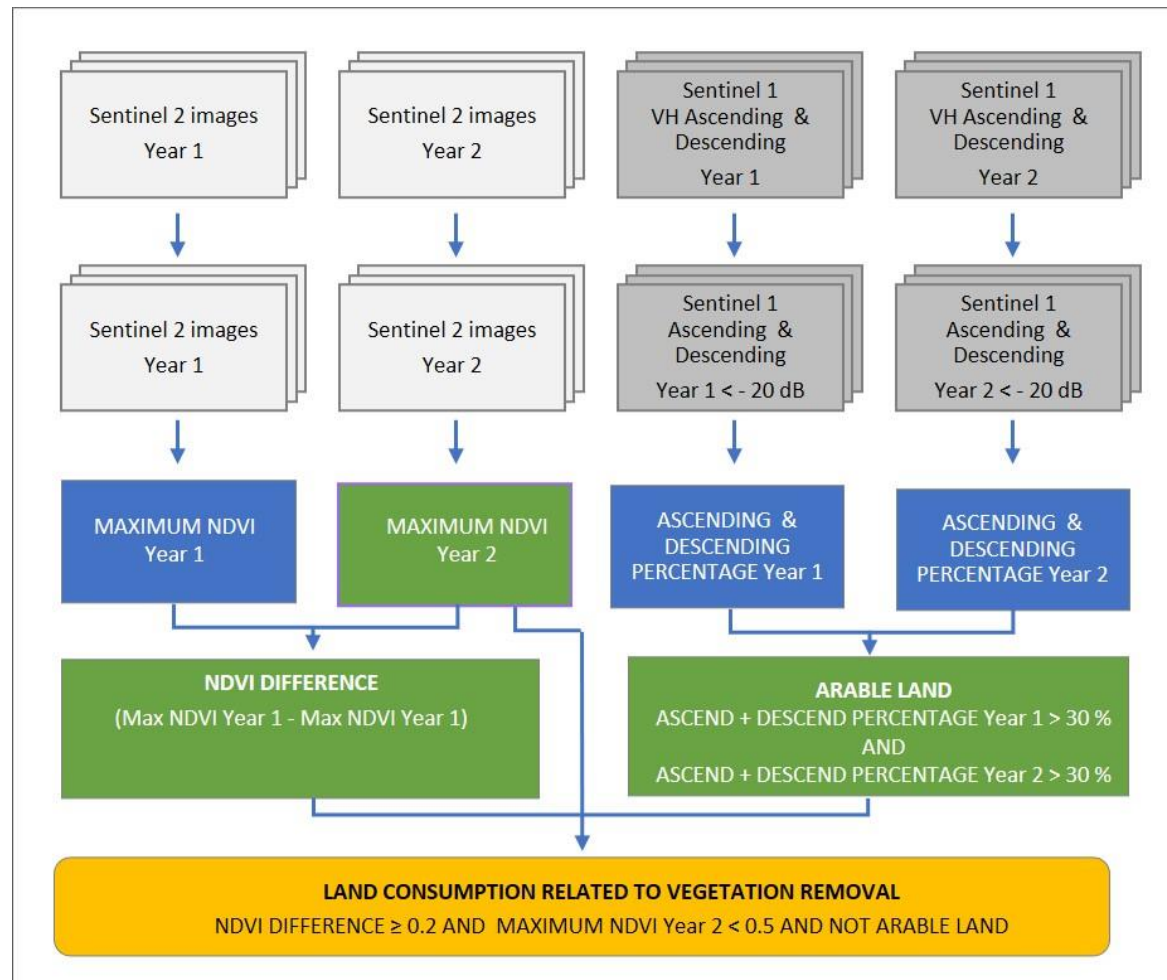 Sentinel 2 images
Year 1
Sentinel 2 images
Year 2
Sentinel 1
VH Ascending & 
Descending
Year 1
Sentinel 1
VH Ascending &
Descending
Year 2
Sentinel 2 images
Year 1
Sentinel 2 images
Year 2
Sentinel 1
Ascending &
Descending
Year 1 < - 20 dB
Sentinel 1
Ascending &
Descending
Year 2 < - 20 dB
MAXIMUM NDVI
Year 1
MAXIMUM NDVI
Year 2
ASCENDING &
DESCENDING
PERCENTAGE Year 1
ASCENDING &
DESCENDING
PERCENTAGE Year 2
NDVI DIFFERENCE
(Max NDVI Year 1 - Max NDVI Year 1)
ARABLE LAND
ASCEND + DESCEND PERCENTAGE Year 1 > 30 %
AND
ASCEND + DESCEND PERCENTAGE Year 2 > 30 %
LAND CONSUMPTION RELATED TO VEGETATION REMOVAL
NDVI DIFFERENCE ≥ 0.2 AND MAXIMUM NDVI Year 2 < 0.5 AND NOT ARABLE LAND